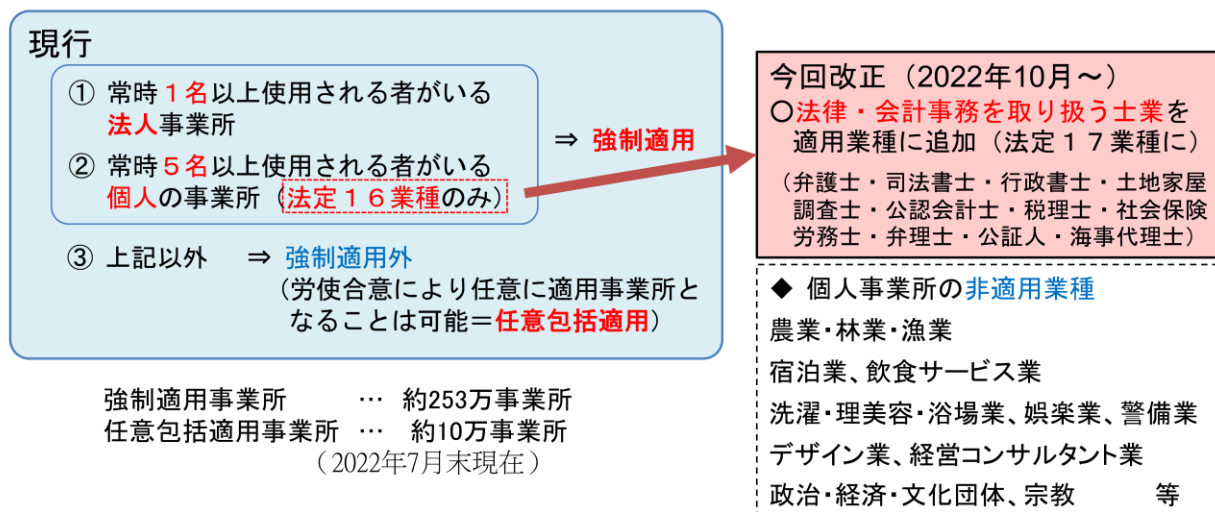 現行
① 常時１名以上使用される者がいる
法人事業所
② 常時５名以上使用される者がいる
個人の事業所（法定１６業種のみ）
⇒ 強制適用
③ 上記以外 ⇒ 強制適用外
（労使合意により任意に適用事業所と
なることは可能＝任意包括適用）
強制適用事業所 … 約253万事業所
任意包括適用事業所 … 約10万事業所
（2022年7月末現在）
今回改正（2022年10月～）
〇法律・会計事務を取り扱う士業を
適用業種に追加（法定１７業種に）
（弁護士・司法書士・行政書士・土地家屋
調査士・公認会計士・税理士・社会保険
労務士・弁理士・公証人・海事代理士）
◆ 個人事業所の非適用業種
農業・林業・漁業
宿泊業、飲食サービス業
洗濯・理美容・浴場業、娯楽業、警備業
デザイン業、経営コンサルタント業
政治・経済・文化団体、宗教 等